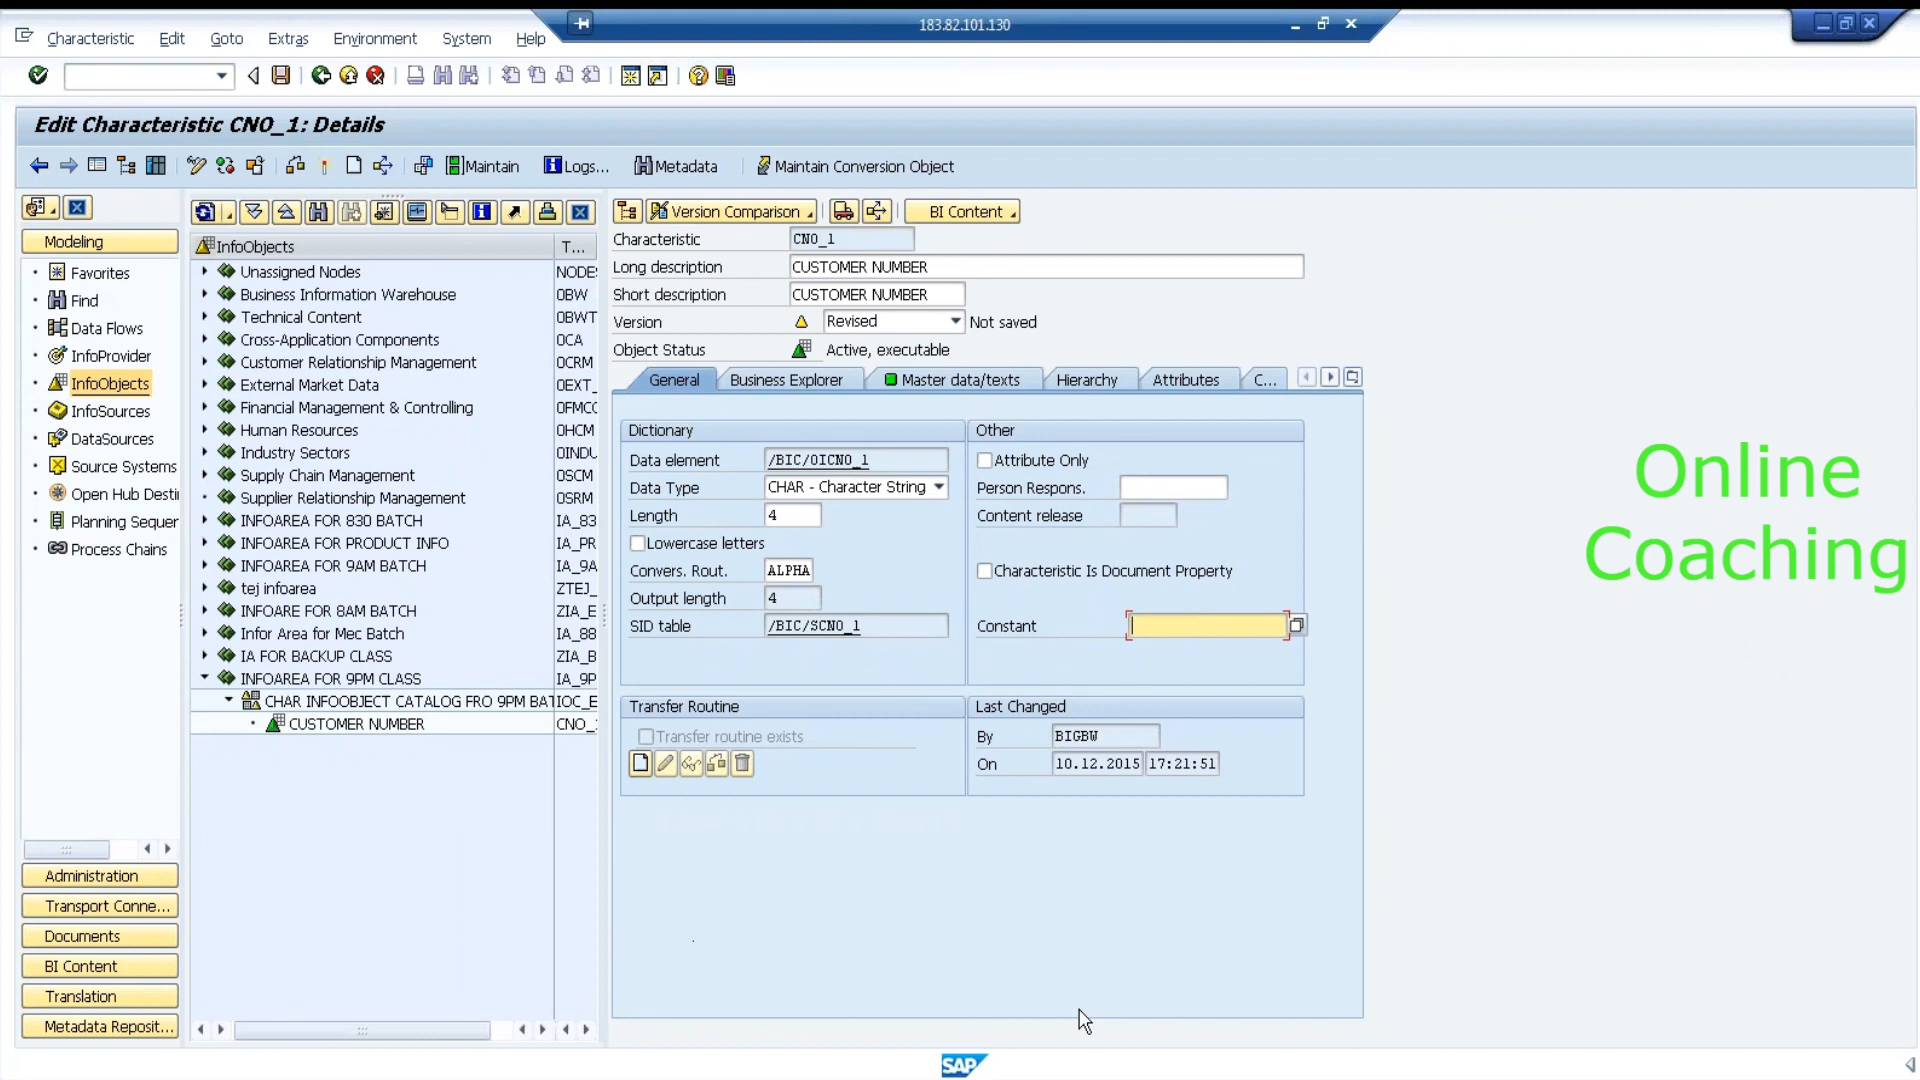 183.82.101.130
Characteristic Edit Goto Extras Environment System Help
Edit Characteristic CNO_1: Details
Maintain Logs... Metadata Maintain Conversion Object
Modeling
Favorites
Find
Data Flows
InfoProvider
InfoObjects
InfoSources
DataSources
Source Systems
Open Hub Desti
Planning Sequer
Process Chains
Administration
Transport Conne...
Documents
BI Content
Translation
Metadata Reposit...
InfoObjects T...
Unassigned Nodes NODES
Business Information Warehouse 0BW
Technical Content 0BWT
Cross-Application Components 0CA
Customer Relationship Management 0CRM
External Market Data 0EXT_
Financial Management & Controlling 0FMCC
Human Resources 0HCM
Industry Sectors 0INDU
Supply Chain Management 0SCM
Supplier Relationship Management 0SRM
INFOAREA FOR 830 BATCH IA_83
INFOAREA FOR PRODUCT INFO IA_PR
INFOAREA FOR 9AM BATCH IA_9A
tej infoarea ZTEJ_
INFOARE FOR 8AM BATCH ZIA_E
Infor Area for Mec Batch IA_88
IA FOR BACKUP CLASS ZIA_B
INFOAREA FOR 9PM CLASS IA_9P
CHAR INFOOBJECT CATALOG FRO 9PM BAT IOC_E
CUSTOMER NUMBER CNO_
Version Comparison BI Content
Characteristic CNO_1
Long description CUSTOMER NUMBER
Short description CUSTOMER NUMBER
Version Revised Not saved
Object Status Active, executable
General Business Explorer Master data/texts Hierarchy Attributes C...
Dictionary
Data element /BIC/OICNO_1
Data Type CHAR - Character String
Length 4
Lowercase letters
Convers. Rout. ALPHA
Output length 4
SID table /BIC/SCNO_1
Other
Attribute Only
Person Respons.
Content release
Characteristic Is Document Property
Constant
Transfer Routine
Transfer routine exists
Last Changed
By BIGBW
On 10.12.2015 17:21:51
Online
Coaching
SAP